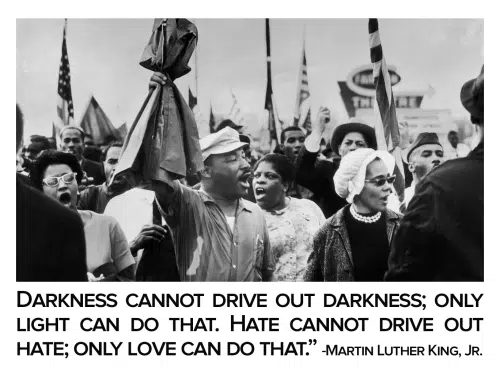 DARKNESS CANNOT DRIVE OUT DARKNESS; ONLY
LIGHT CAN DO THAT. HATE CANNOT DRIVE OUT
HATE; ONLY LOVE CAN DO THAT.” -MARTIN LUTHER KING, JR.